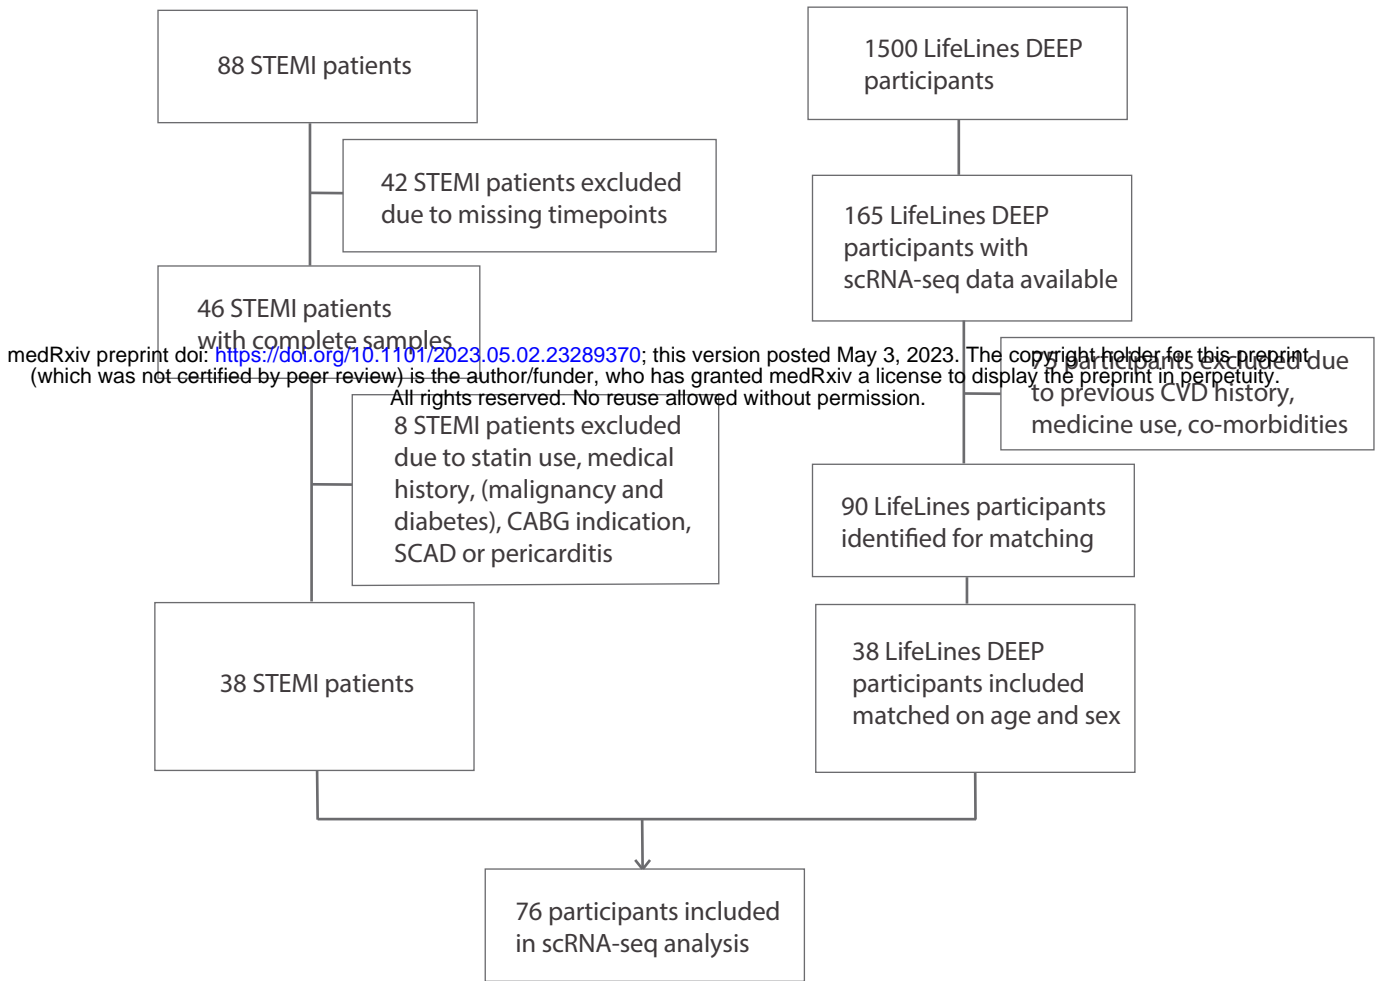 88 STEMI patients
42 STEMI patients excluded
due to missing timepoints
46 STEMI patients
with complete samples
8 STEMI patients excluded
due to statin use, medical
history, (malignancy and
diabetes), CABG indication,
SCAD or pericarditis
38 STEMI patients
1500 LifeLines DEEP
participants
165 LifeLines DEEP
participants with
scRNA-seq data available
75 participants excluded due
to previous CVD history,
medicine use, co-morbidities
90 LifeLines participants
identified for matching
38 LifeLines DEEP
participants included
matched on age and sex
76 participants included
in scRNA-seq analysis
medRxiv preprint doi: https://doi.org/10.1101/2023.05.02.23289370; this version posted May 3, 2023. The copyright holder for this preprint
(which was not certified by peer review) is the author/funder, who has granted medRxiv a license to display the preprint in perpetuity.
All rights reserved. No reuse allowed without permission.